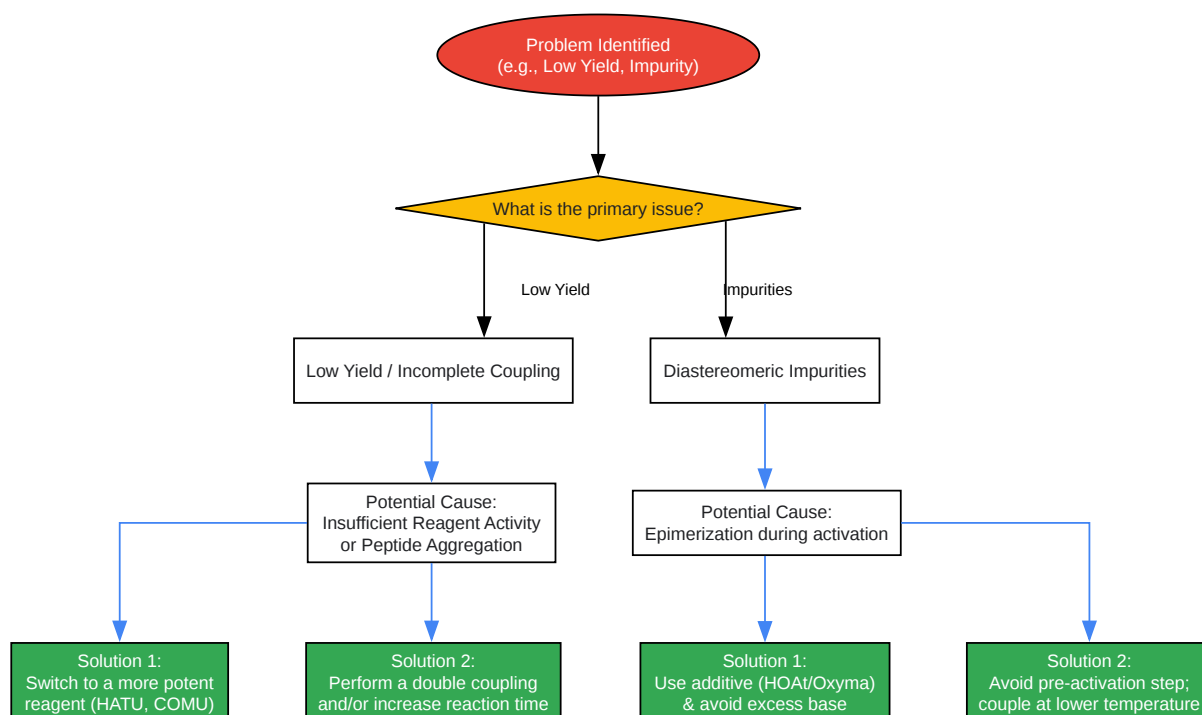 Problem Identified
(e.g., Low Yield, Impurity)
What is the primary issue?
Low Yield
Impurities
Low Yield / Incomplete Coupling
Diastereomeric Impurities
Potential Cause:
Insufficient Reagent Activity
or Peptide Aggregation
Potential Cause:
Epimerization during activation
Solution 1:
Switch to a more potent
reagent (HATU, COMU)
Solution 2:
Perform a double coupling
and/or increase reaction time
Solution 1:
Use additive (HOAt/Oxyma)
& avoid excess base
Solution 2:
Avoid pre-activation step;
couple at lower temperature